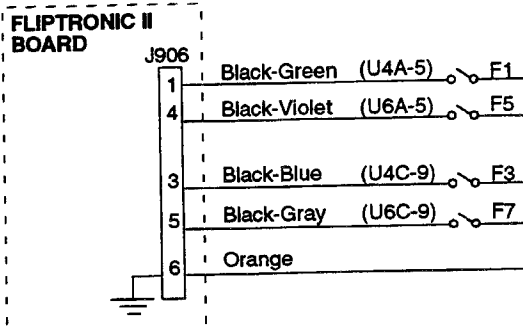 FLIPTRONIC II
BOARD
J906
1 Black-Green (U4A-5) F1
4 Black-Violet (U6A-5) F5
3 Black-Blue (U4C-9) F3
5 Black-Gray (U6C-9) F7
6 Orange